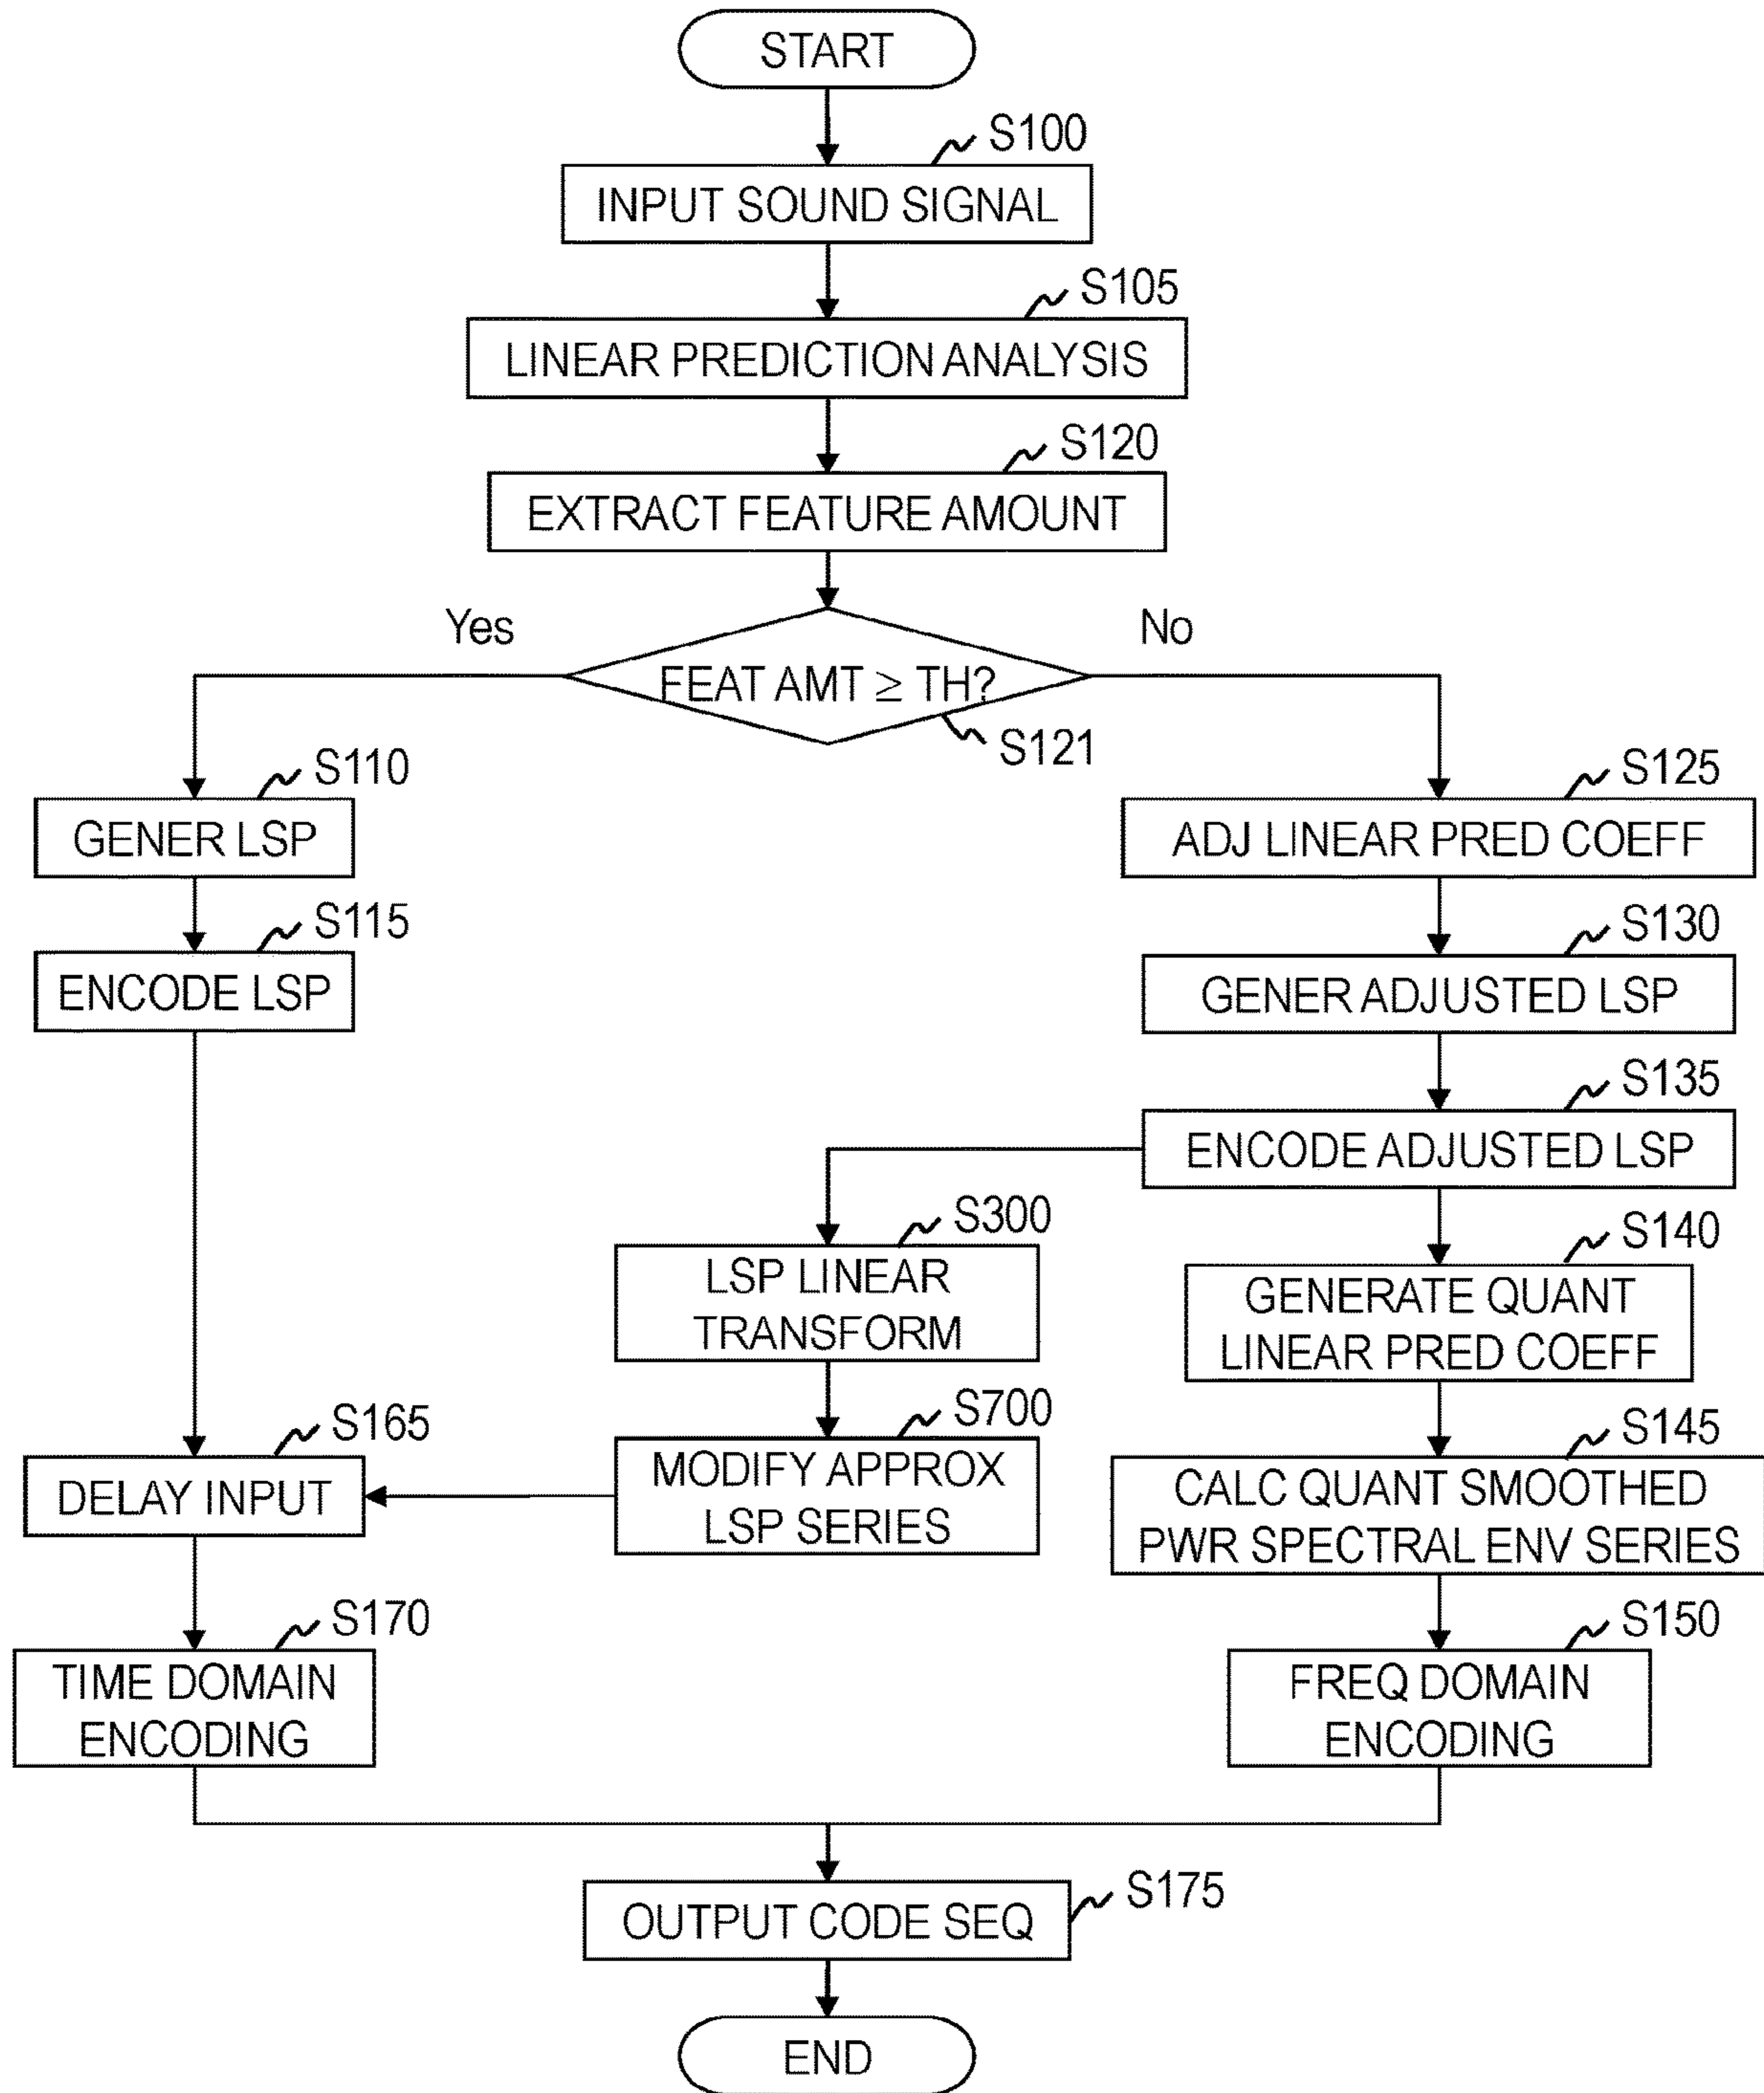 START
S100
INPUT SOUND SIGNAL
S105
LINEAR PREDICTION ANALYSIS
S120
EXTRACT FEATURE AMOUNT
Yes
No
FEAT AMT ≥ TH?
S121
S110
GENER LSP
S115
ENCODE LSP
S125
ADJ LINEAR PRED COEFF
S130
GENER ADJUSTED LSP
S135
ENCODE ADJUSTED LSP
S300
LSP LINEAR
TRANSFORM
S700
MODIFY APPROX
LSP SERIES
S140
GENERATE QUANT
LINEAR PRED COEFF
S145
CALC QUANT SMOOTHED
PWR SPECTRAL ENV SERIES
S165
DELAY INPUT
S170
TIME DOMAIN
ENCODING
S150
FREQ DOMAIN
ENCODING
S175
OUTPUT CODE SEQ
END